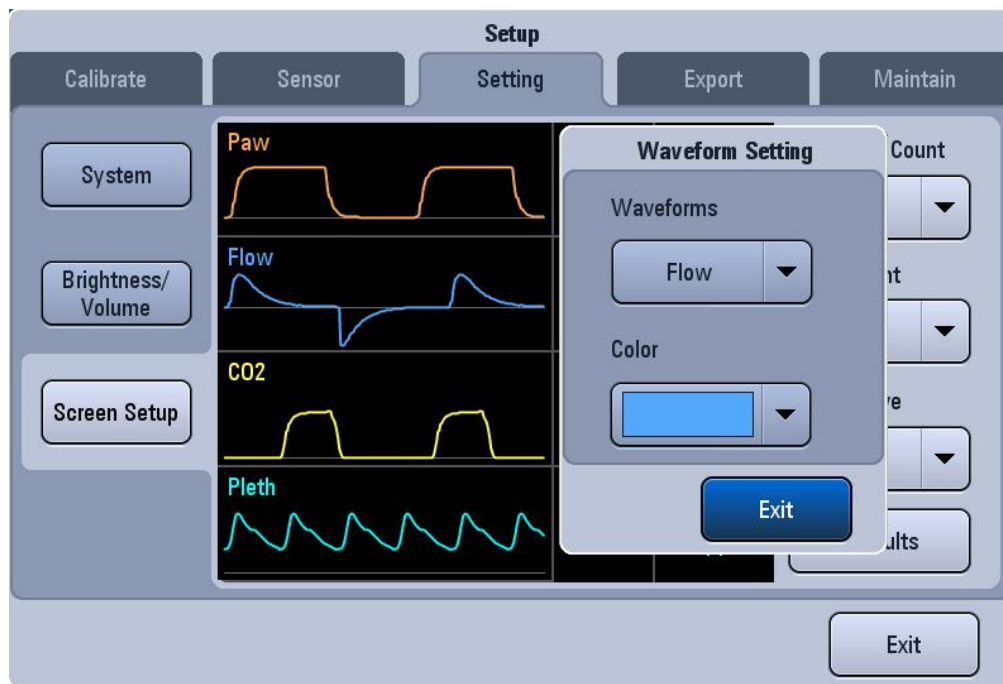 Setup
Calibrate
Sensor
Setting
Export
Maintain
System
Brightness/
Volume
Screen Setup
Paw
Flow
CO2
Pleth
Waveform Setting
Waveforms
Flow
Color
Exit
Count
Exit